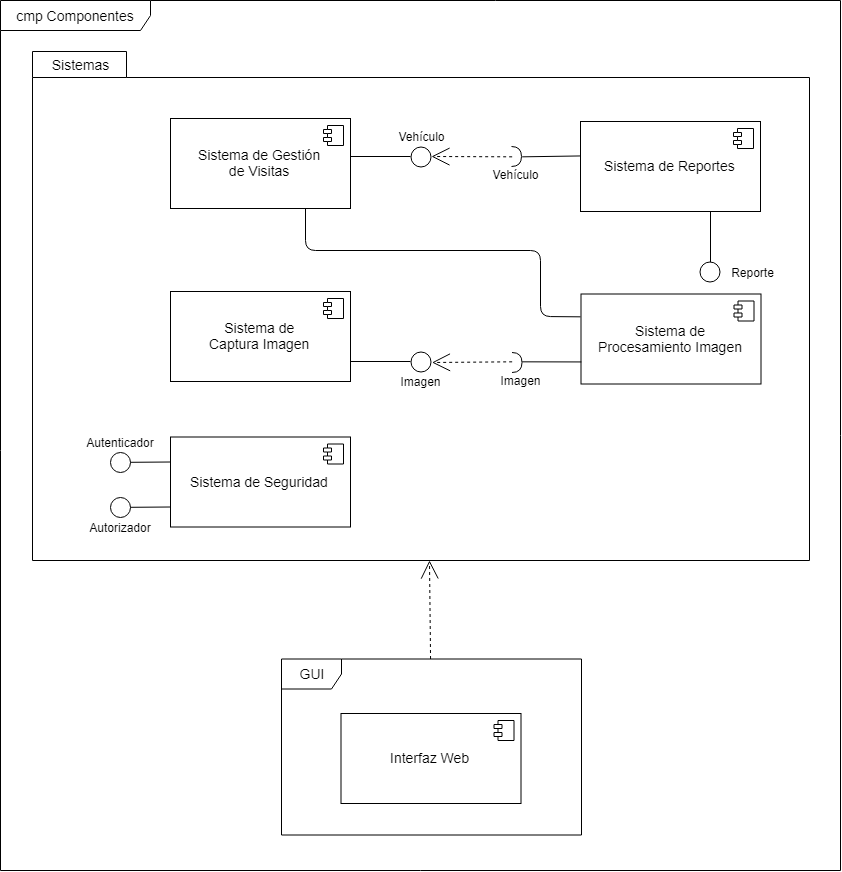 cmp Componentes
Sistemas
Sistema de Gestión
de Visitas
Vehículo
Vehículo
Sistema de Reportes
Reporte
Sistema de
Captura Imagen
Imagen
Imagen
Sistema de
Procesamiento Imagen
Autenticador
Autorizador
Sistema de Seguridad
GUI
Interfaz Web